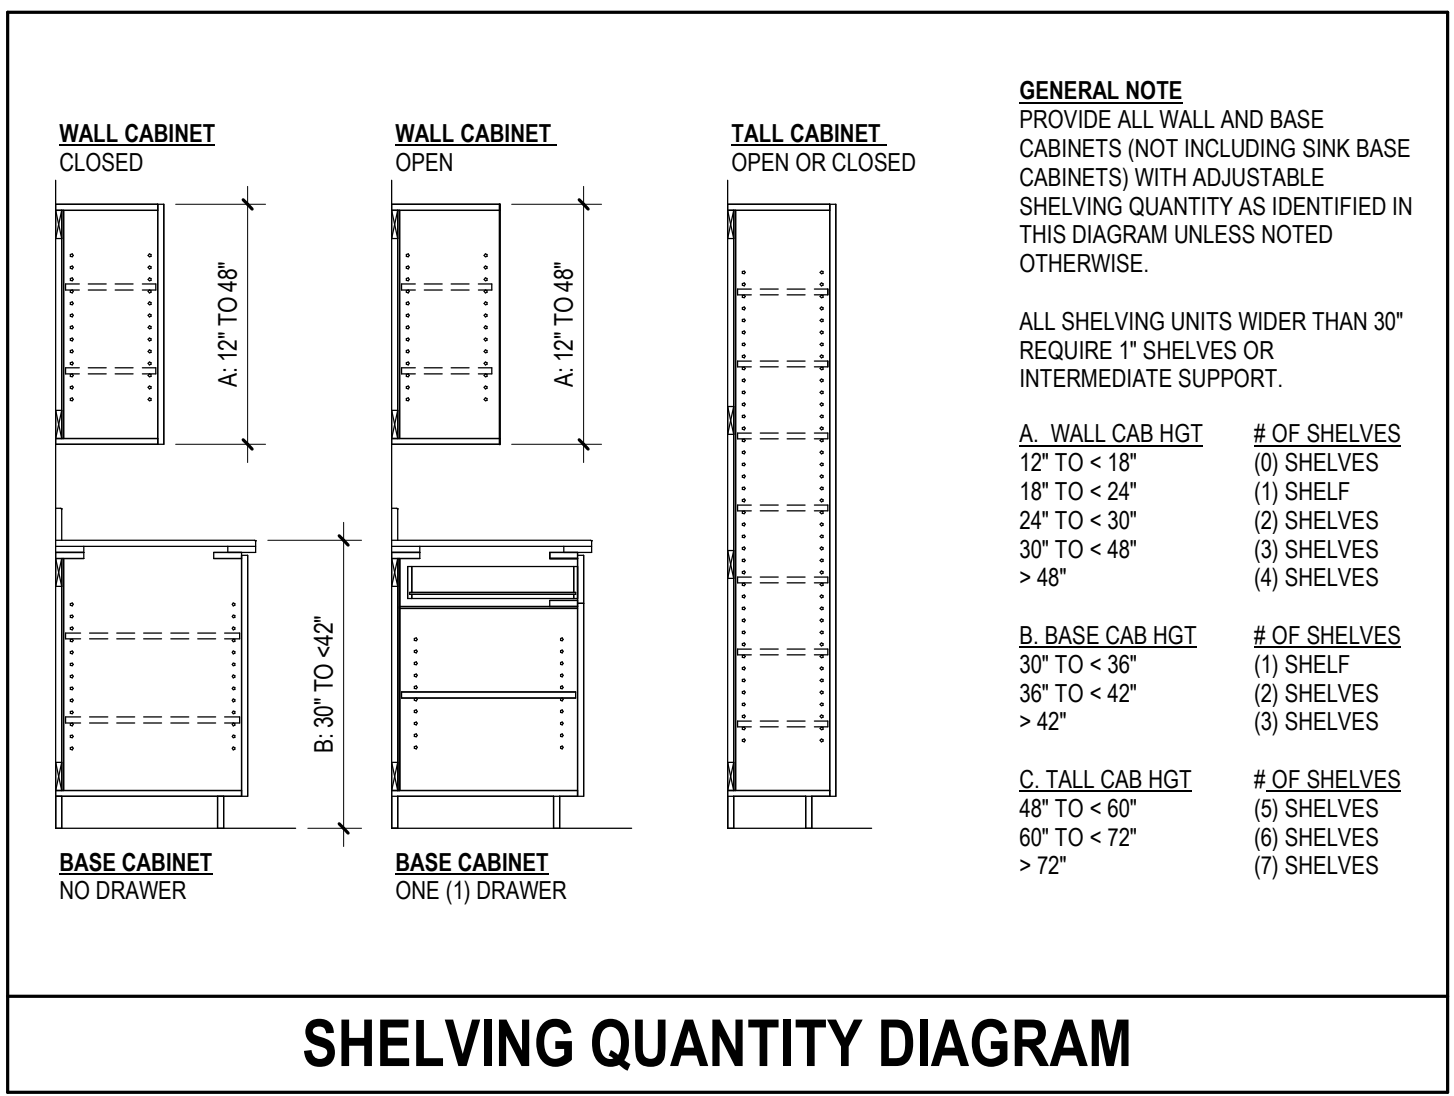 WALL CABINET
CLOSED
WALL CABINET
OPEN
TALL CABINET
OPEN OR CLOSED
A: 12" TO 48"
A: 12" TO 48"
B: 30" TO <42"
BASE CABINET
NO DRAWER
BASE CABINET
ONE (1) DRAWER
GENERAL NOTE
PROVIDE ALL WALL AND BASE
CABINETS (NOT INCLUDING SINK BASE
CABINETS) WITH ADJUSTABLE
SHELVING QUANTITY AS IDENTIFIED IN
THIS DIAGRAM UNLESS NOTED
OTHERWISE.
ALL SHELVING UNITS WIDER THAN 30"
REQUIRE 1" SHELVES OR
INTERMEDIATE SUPPORT.
A. WALL CAB HGT # OF SHELVES
12" TO < 18" (0) SHELVES
18" TO < 24" (1) SHELF
24" TO < 30" (2) SHELVES
30" TO < 48" (3) SHELVES
> 48" (4) SHELVES
B. BASE CAB HGT # OF SHELVES
30" TO < 36" (1) SHELF
36" TO < 42" (2) SHELVES
> 42" (3) SHELVES
C. TALL CAB HGT # OF SHELVES
48" TO < 60" (5) SHELVES
60" TO < 72" (6) SHELVES
> 72" (7) SHELVES
SHELVING QUANTITY DIAGRAM